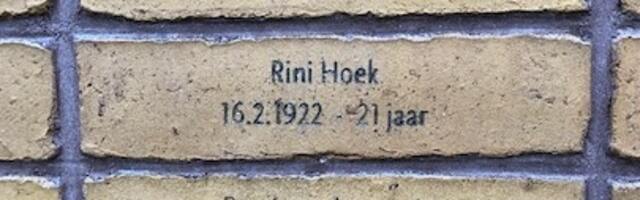 Rini Hoek
16.2.1922 - 21 jaar